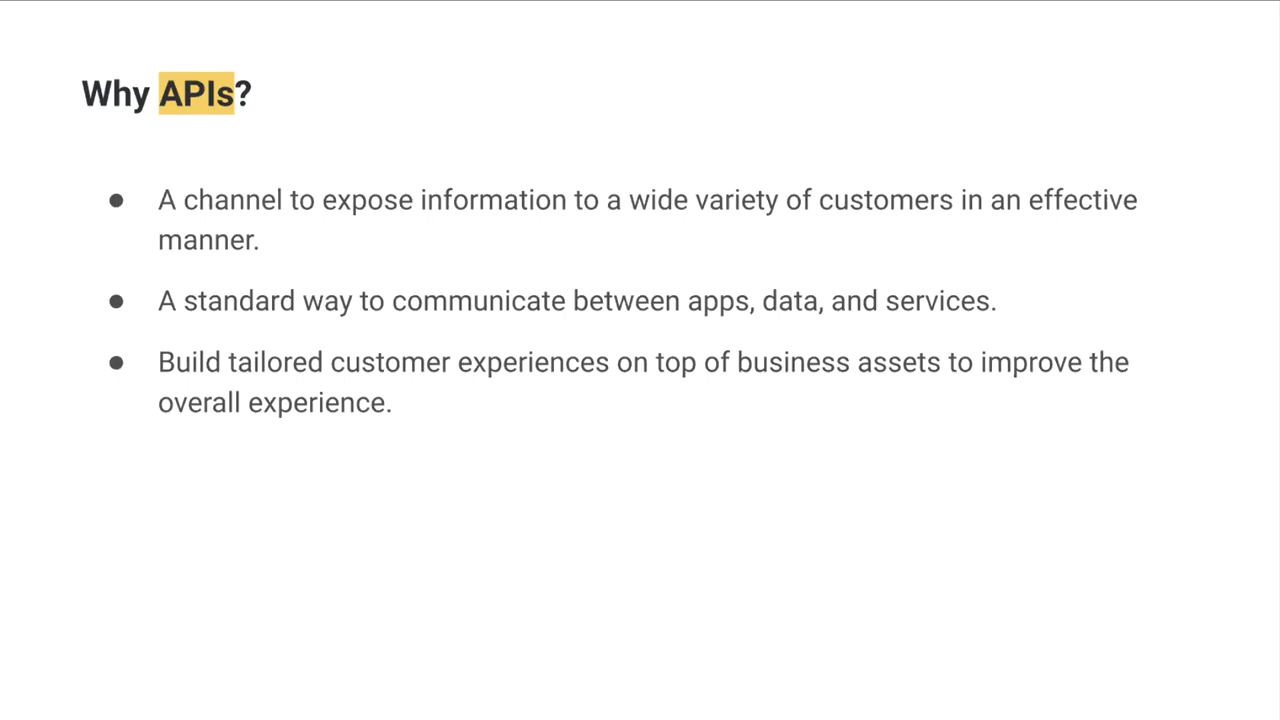 Why APIs?
● A channel to expose information to a wide variety of customers in an effective
manner.
● A standard way to communicate between apps, data, and services.
● Build tailored customer experiences on top of business assets to improve the
overall experience.